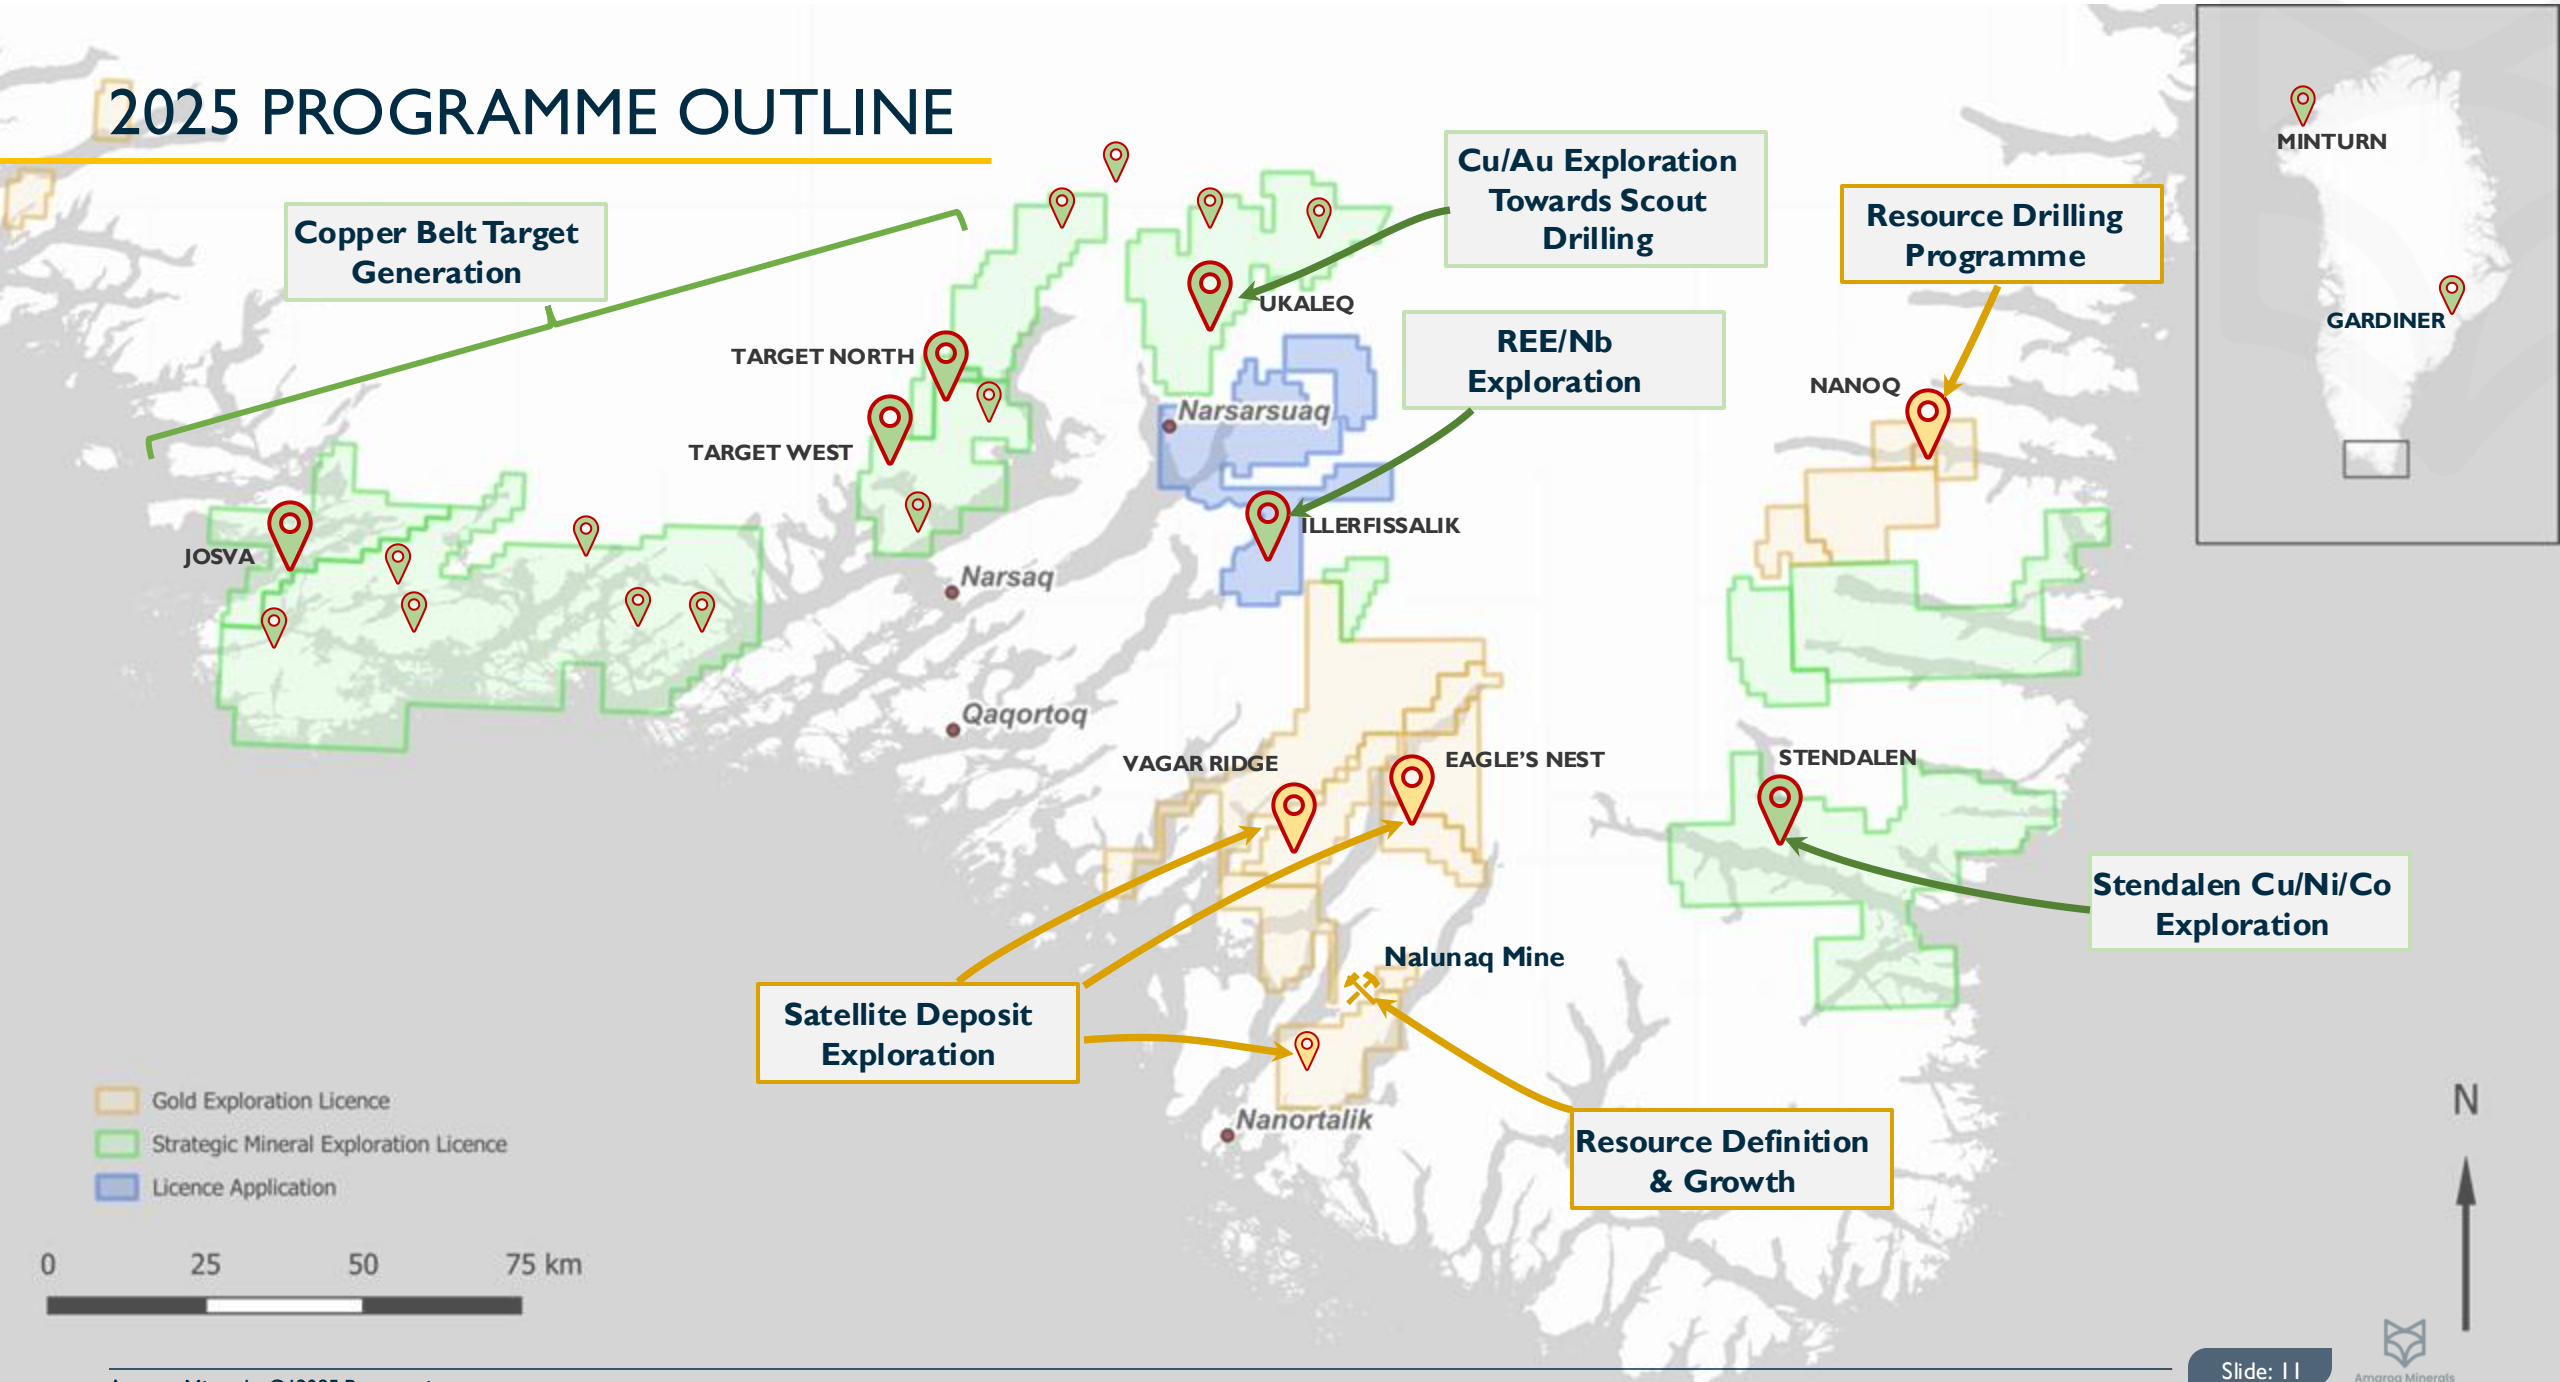 2025 PROGRAMME OUTLINE
Copper Belt Target
Generation
Cu/Au Exploration
Towards Scout
Drilling
Resource Drilling
Programme
MINTURN
GARDINER
UKALEQ
REE/Nb
Exploration
TARGET NORTH
TARGET WEST
NANOQ
Narsarsuaq
ILLERFISSALIK
JOSVA
Narsaq
Qaqortoq
VAGAR RIDGE
EAGLE'S NEST
STENDALEN
Stendalen Cu/Ni/Co
Exploration
Nalunaq Mine
Satellite Deposit
Exploration
Nanortalik
Resource Definition
& Growth
Gold Exploration Licence
Strategic Mineral Exploration Licence
Licence Application
0 25 50 75 km
N
Slide: 11
Amaroq Minerals